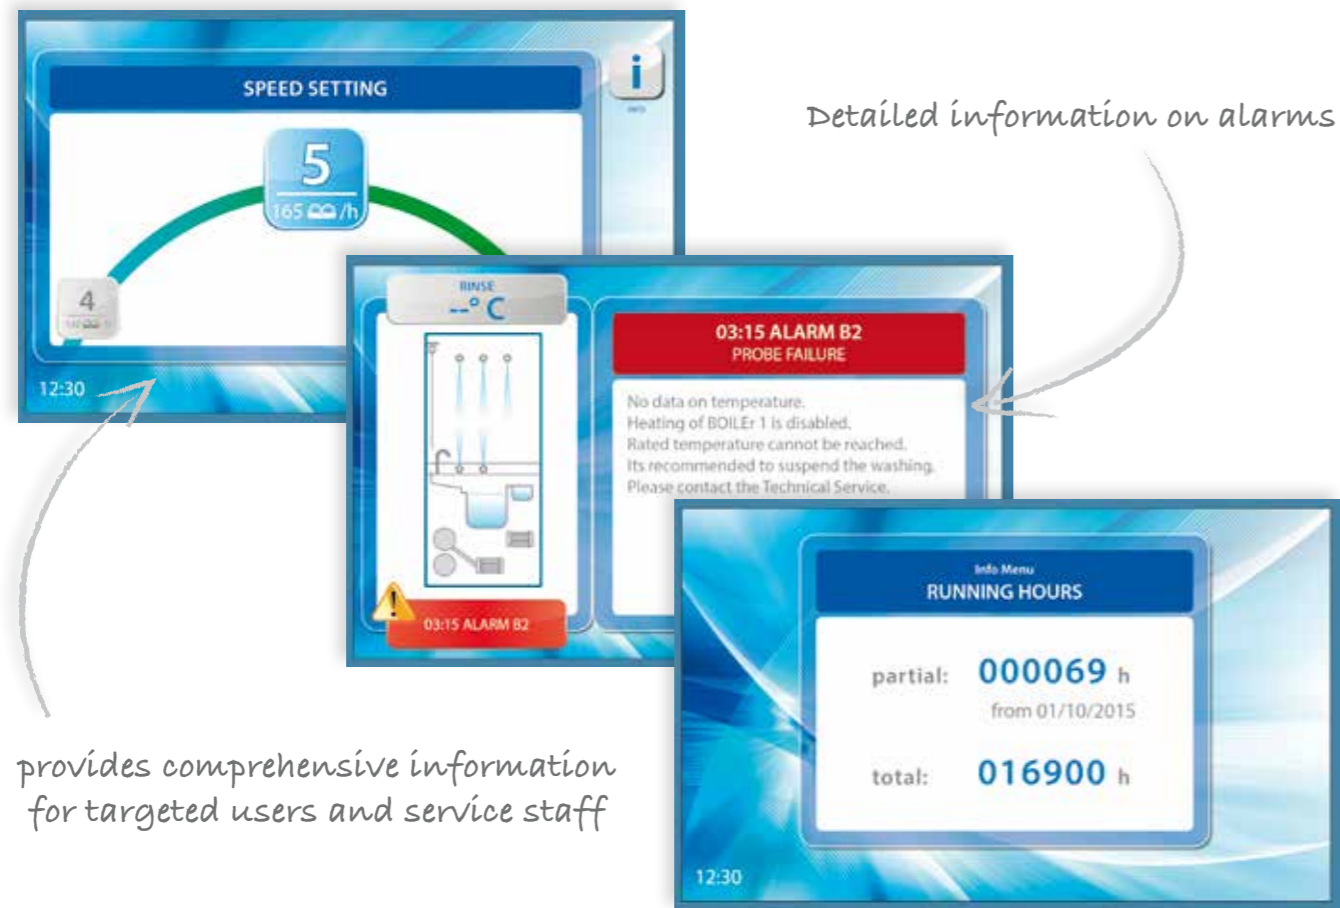 SPEED SETTING
i
INFO
5
165 /h
4
12:30
Detailed information on alarms
RINSE
--° C
03:15 ALARM B2
PROBE FAILURE
No data on temperature.
Heating of BOILEr 1 is disabled.
Rated temperature cannot be reached.
Its recommended to suspend the washing.
Please contact the Technical Service.
03:15 ALARM B2
Info Menu
RUNNING HOURS
partial: 000069 h
from 01/10/2015
total: 016900 h
12:30
provides comprehensive information
for targeted users and service staff